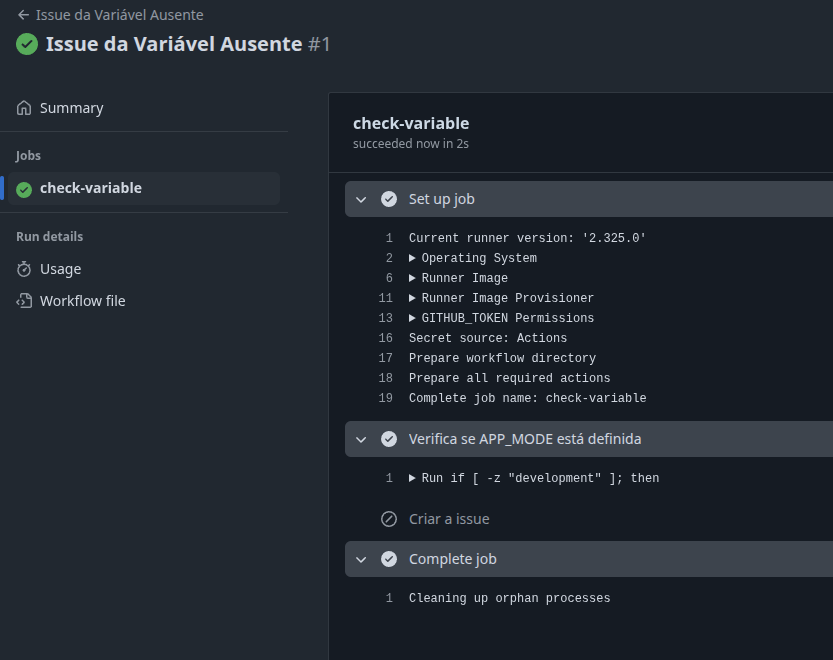 Issue da Variável Ausente
Issue da Variável Ausente #1
Summary
Jobs
check-variable
Run details
Usage
Workflow file
check-variable
succeeded now in 2s
Set up job
1 Current runner version: '2.325.0'
2 Operating System
6 Runner Image
11 Runner Image Provisioner
13 GITHUB_TOKEN Permissions
16 Secret source: Actions
17 Prepare workflow directory
18 Prepare all required actions
19 Complete job name: check-variable
Verifica se APP_MODE está definida
1 Run if [ -z "development" ]; then
Criar a issue
Complete job
1 Cleaning up orphan processes